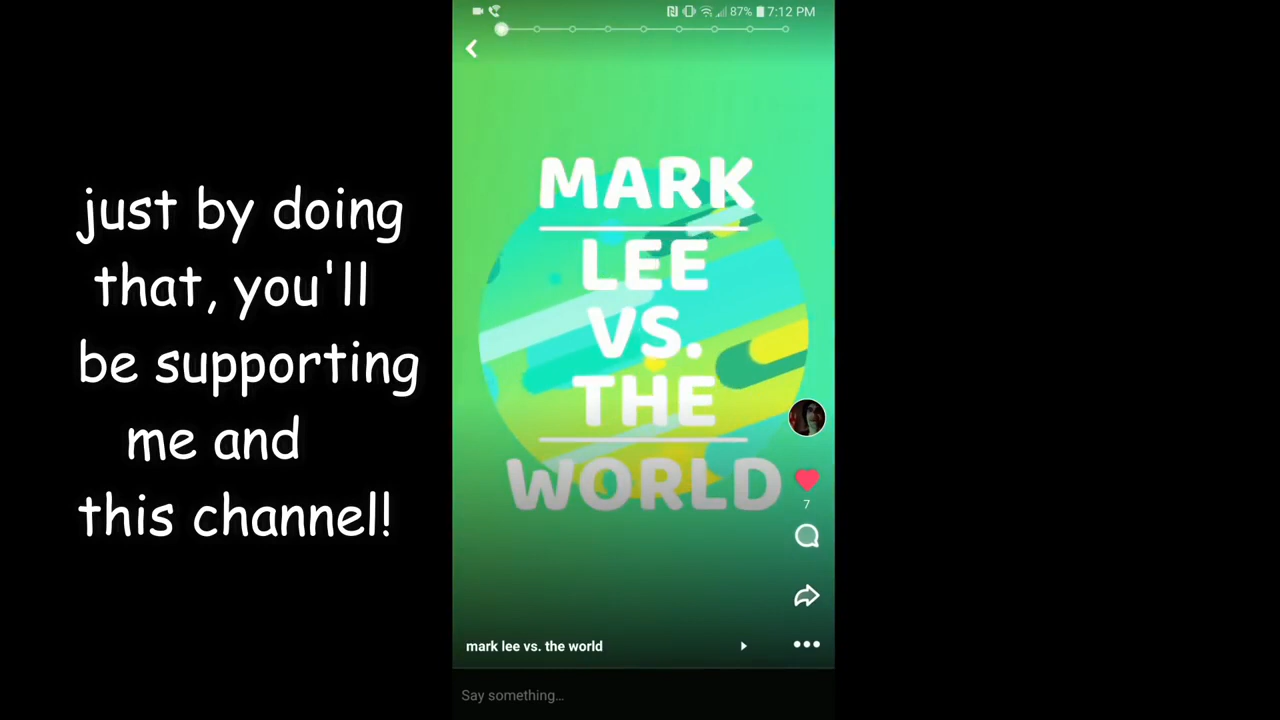 87% 7:12 PM
just by doing
that, you'll
be supporting
me and
this channel!
MARK
LEE
VS.
THE
WORLD
7
mark lee vs. the world
Say something…